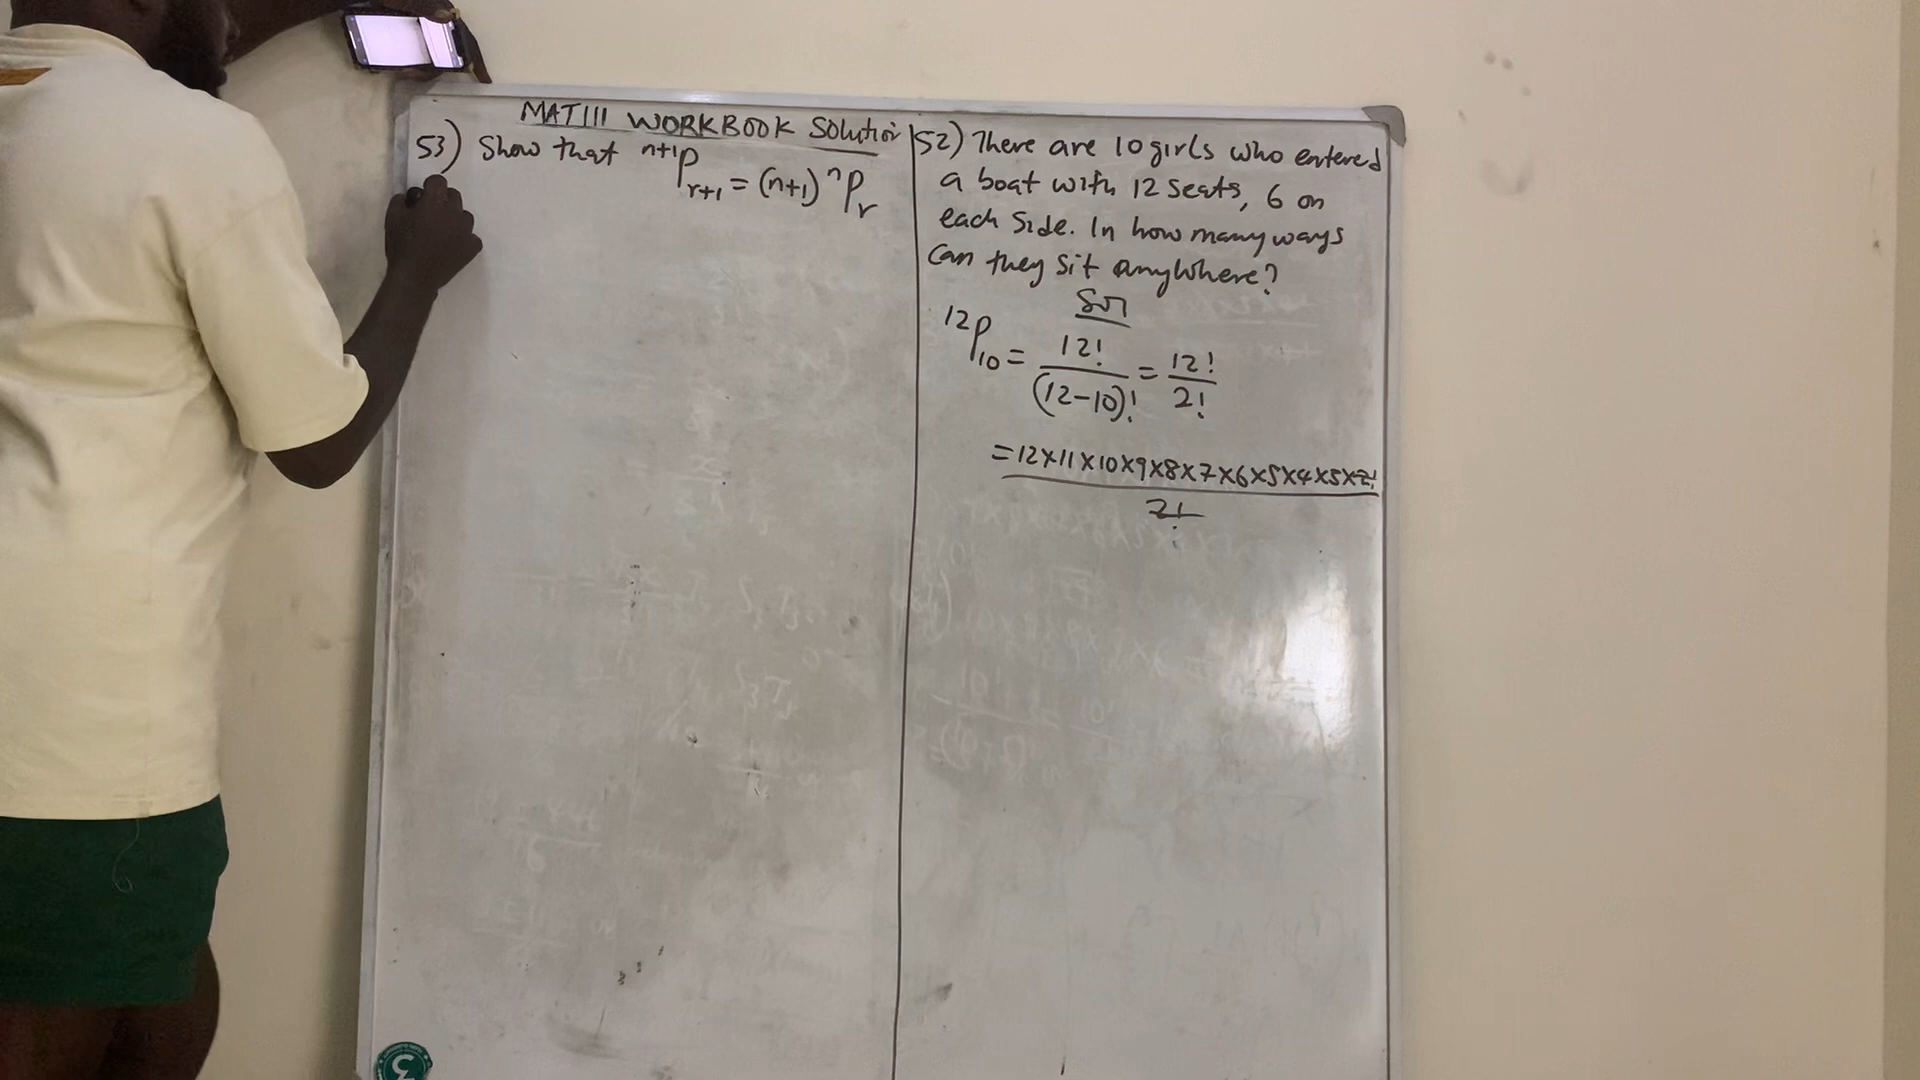 MAT111 WORKBOOK Solution
53) Show that ⁿ⁺¹Pᵣ₊₁ = (n+1) ⁿPᵣ
52) There are 10 girls who entered
a boat with 12 seats, 6 on
each side. In how many ways
Can they sit anywhere?
Sol
¹²P₁₀ = 12!/(12-10)! = 12!/2!
= 12×11×10×9×8×7×6×5×4×3×2!
2!